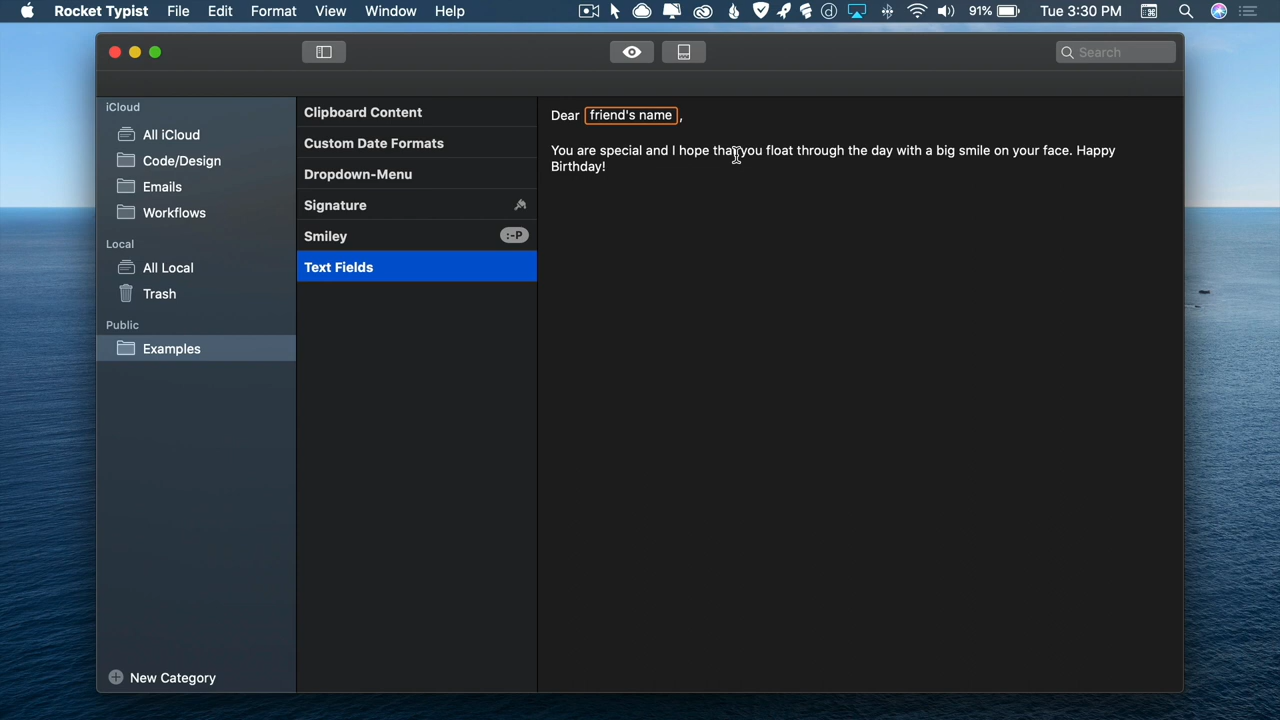 Rocket Typist File Edit Format View Window Help 91% Tue 3:30 PM
Search
iCloud
All iCloud
Code/Design
Emails
Workflows
Local
All Local
Trash
Public
Examples
New Category
Clipboard Content
Custom Date Formats
Dropdown-Menu
Signature
Smiley :-P
Text Fields
Dear friend's name ,
You are special and I hope that you float through the day with a big smile on your face. Happy
Birthday!